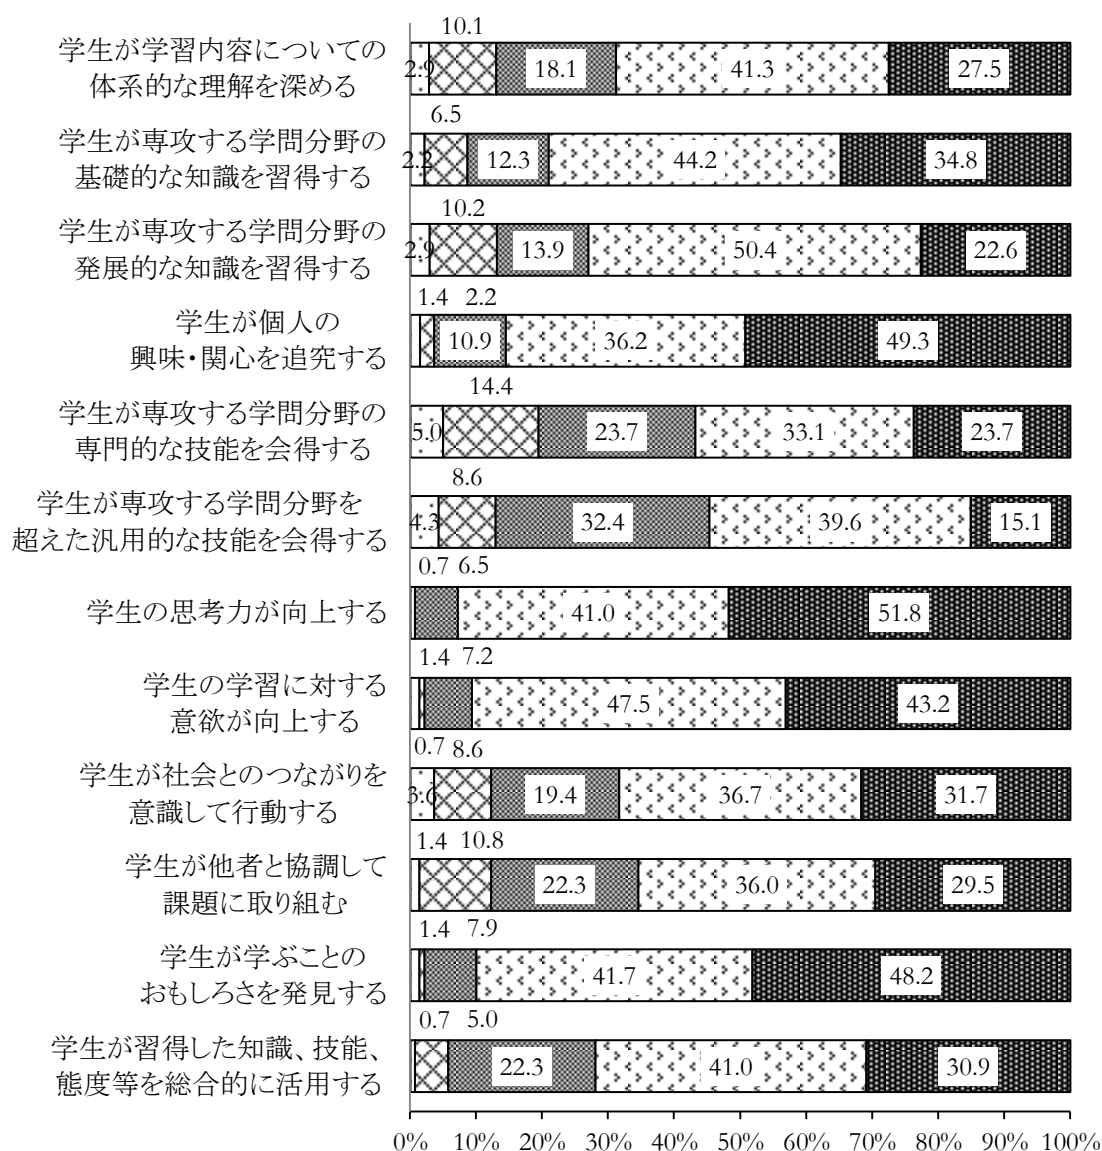 10.1
学生が学習内容についての
体系的な理解を深める
2.9 18.1 41.3 27.5
6.5
学生が専攻する学問分野の
基礎的な知識を習得する
2.2 12.3 44.2 34.8
10.2
学生が専攻する学問分野の
発展的な知識を習得する
2.9 13.9 50.4 22.6
1.4 2.2
学生が個人の
興味・関心を追究する
10.9 36.2 49.3
14.4
学生が専攻する学問分野の
専門的な技能を会得する
5.0 23.7 33.1 23.7
8.6
学生が専攻する学問分野を
超えた汎用的な技能を会得する
4.3 32.4 39.6 15.1
0.7 6.5
学生の思考力が向上する
41.0 51.8
1.4 7.2
学生の学習に対する
意欲が向上する
47.5 43.2
0.7 8.6
学生が社会とのつながりを
意識して行動する
3.6 19.4 36.7 31.7
1.4 10.8
学生が他者と協調して
課題に取り組む
22.3 36.0 29.5
1.4 7.9
学生が学ぶことの
おもしろさを発見する
41.7 48.2
0.7 5.0
学生が習得した知識、技能、
態度等を総合的に活用する
22.3 41.0 30.9
0% 10% 20% 30% 40% 50% 60% 70% 80% 90% 100%